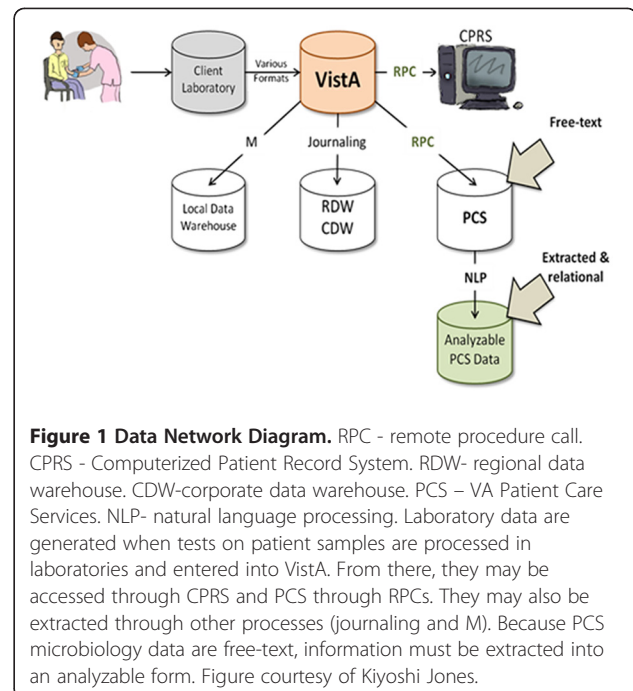 CPRS
Client
Laboratory
Various
Formats
VistA
RPC
Free-text
M
Journaling
RPC
Local Data
Warehouse
RDW
CDW
PCS
Extracted &
relational
NLP
Analyzable
PCS Data
Figure 1 Data Network Diagram. RPC - remote procedure call.
CPRS - Computerized Patient Record System. RDW- regional data
warehouse. CDW-corporate data warehouse. PCS – VA Patient Care
Services. NLP- natural language processing. Laboratory data are
generated when tests on patient samples are processed in
laboratories and entered into VistA. From there, they may be
accessed through CPRS and PCS through RPCs. They may also be
extracted through other processes (journaling and M). Because PCS
microbiology data are free-text, information must be extracted into
an analyzable form. Figure courtesy of Kiyoshi Jones.